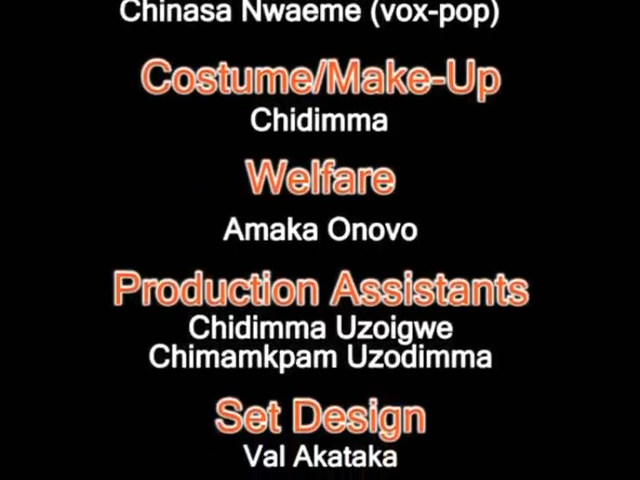 Chinasa Nwaeme (vox-pop)
Costume/Make-Up
Chidimma
Welfare
Amaka Onovo
Production Assistants
Chidimma Uzoigwe
Chimamkpam Uzodimma
Set Design
Val Akataka